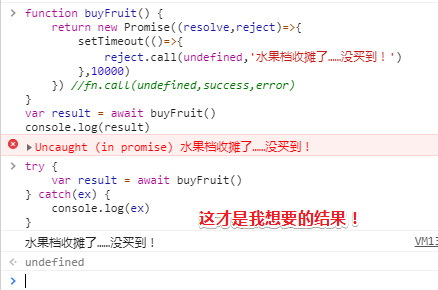 function buyFruit() {
return new Promise((resolve,reject)=>{
setTimeout(()=>{
reject.call(undefined,'水果档收摊了……没买到！')
},10000)
}) //fn.call(undefined,success,error)
}
var result = await buyFruit()
console.log(result)
Uncaught (in promise) 水果档收摊了……没买到！
try {
var result = await buyFruit()
} catch(ex) {
console.log(ex)
}
这才是我想要的结果！
水果档收摊了……没买到！ VM13
undefined